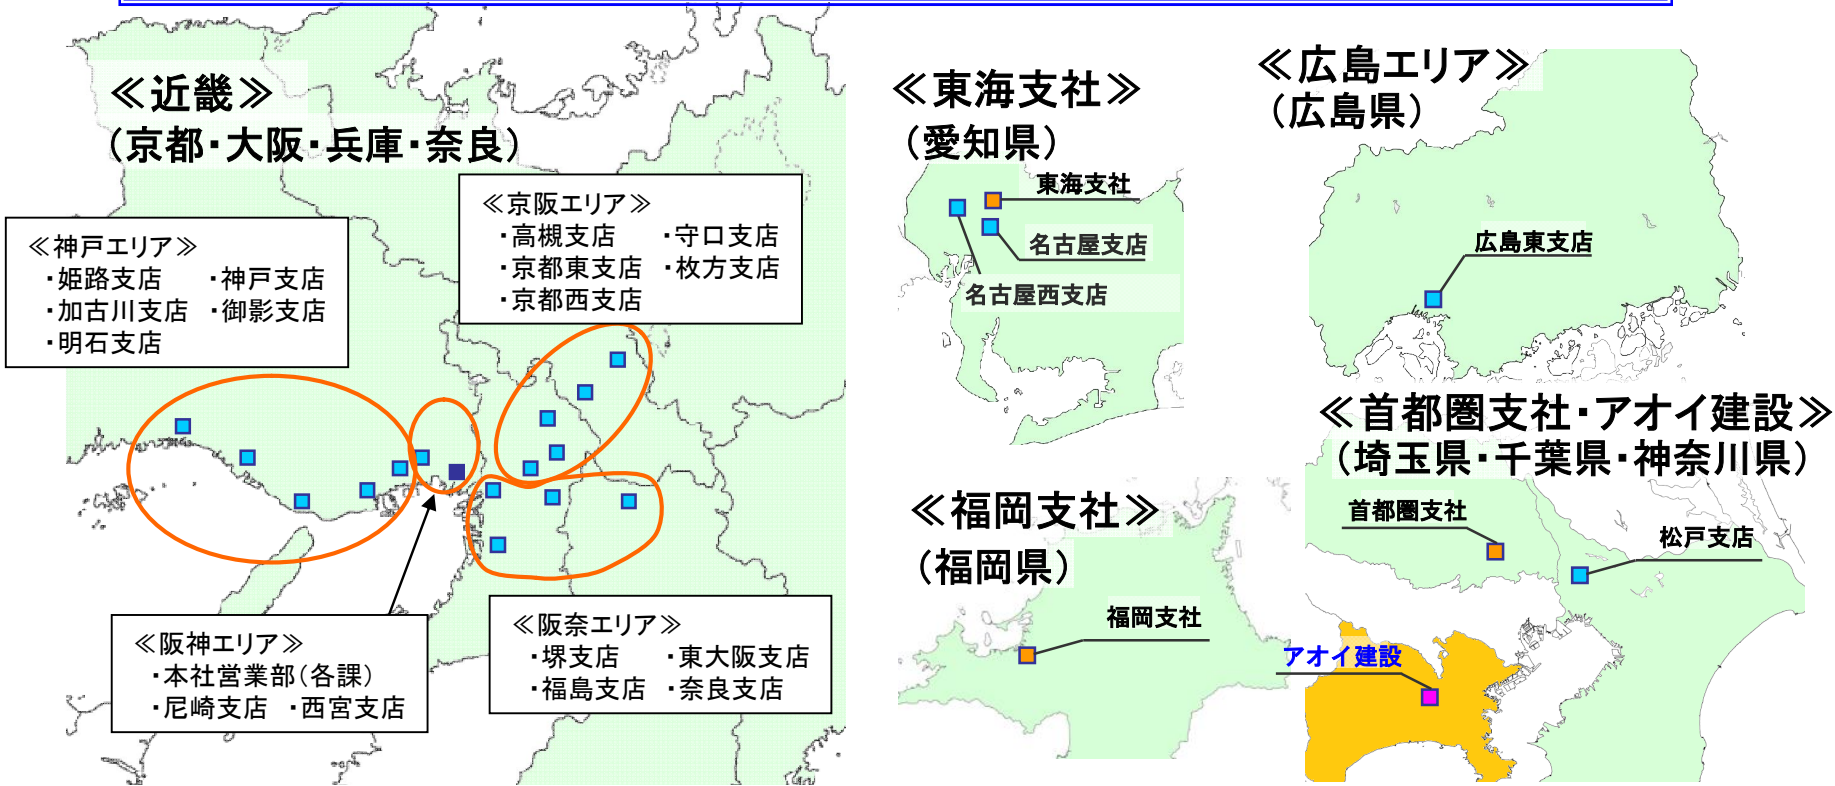 ≪近畿≫
（京都・大阪・兵庫・奈良）
≪神戸エリア≫
・姫路支店　・神戸支店
・加古川支店　・御影支店
・明石支店
≪京阪エリア≫
・高槻支店　・守口支店
・京都東支店　・枚方支店
・京都西支店
≪阪神エリア≫
・本社営業部（各課）
・尼崎支店　・西宮支店
≪阪奈エリア≫
・堺支店　・東大阪支店
・福島支店　・奈良支店
≪東海支社≫
（愛知県）
東海支社
名古屋支店
名古屋西支店
≪広島エリア≫
（広島県）
広島東支店
≪福岡支社≫
（福岡県）
福岡支社
≪首都圏支社・アオイ建設≫
（埼玉県・千葉県・神奈川県）
首都圏支社
松戸支店
アオイ建設